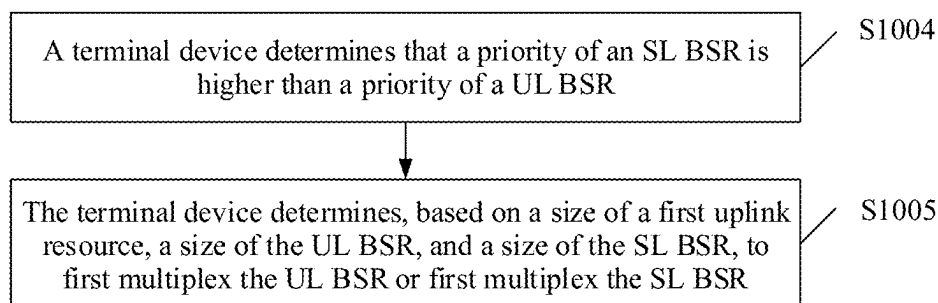 A terminal device determines that a priority of an SL BSR is
higher than a priority of a UL BSR
S1004
The terminal device determines, based on a size of a first uplink
resource, a size of the UL BSR, and a size of the SL BSR, to
first multiplex the UL BSR or first multiplex the SL BSR
S1005